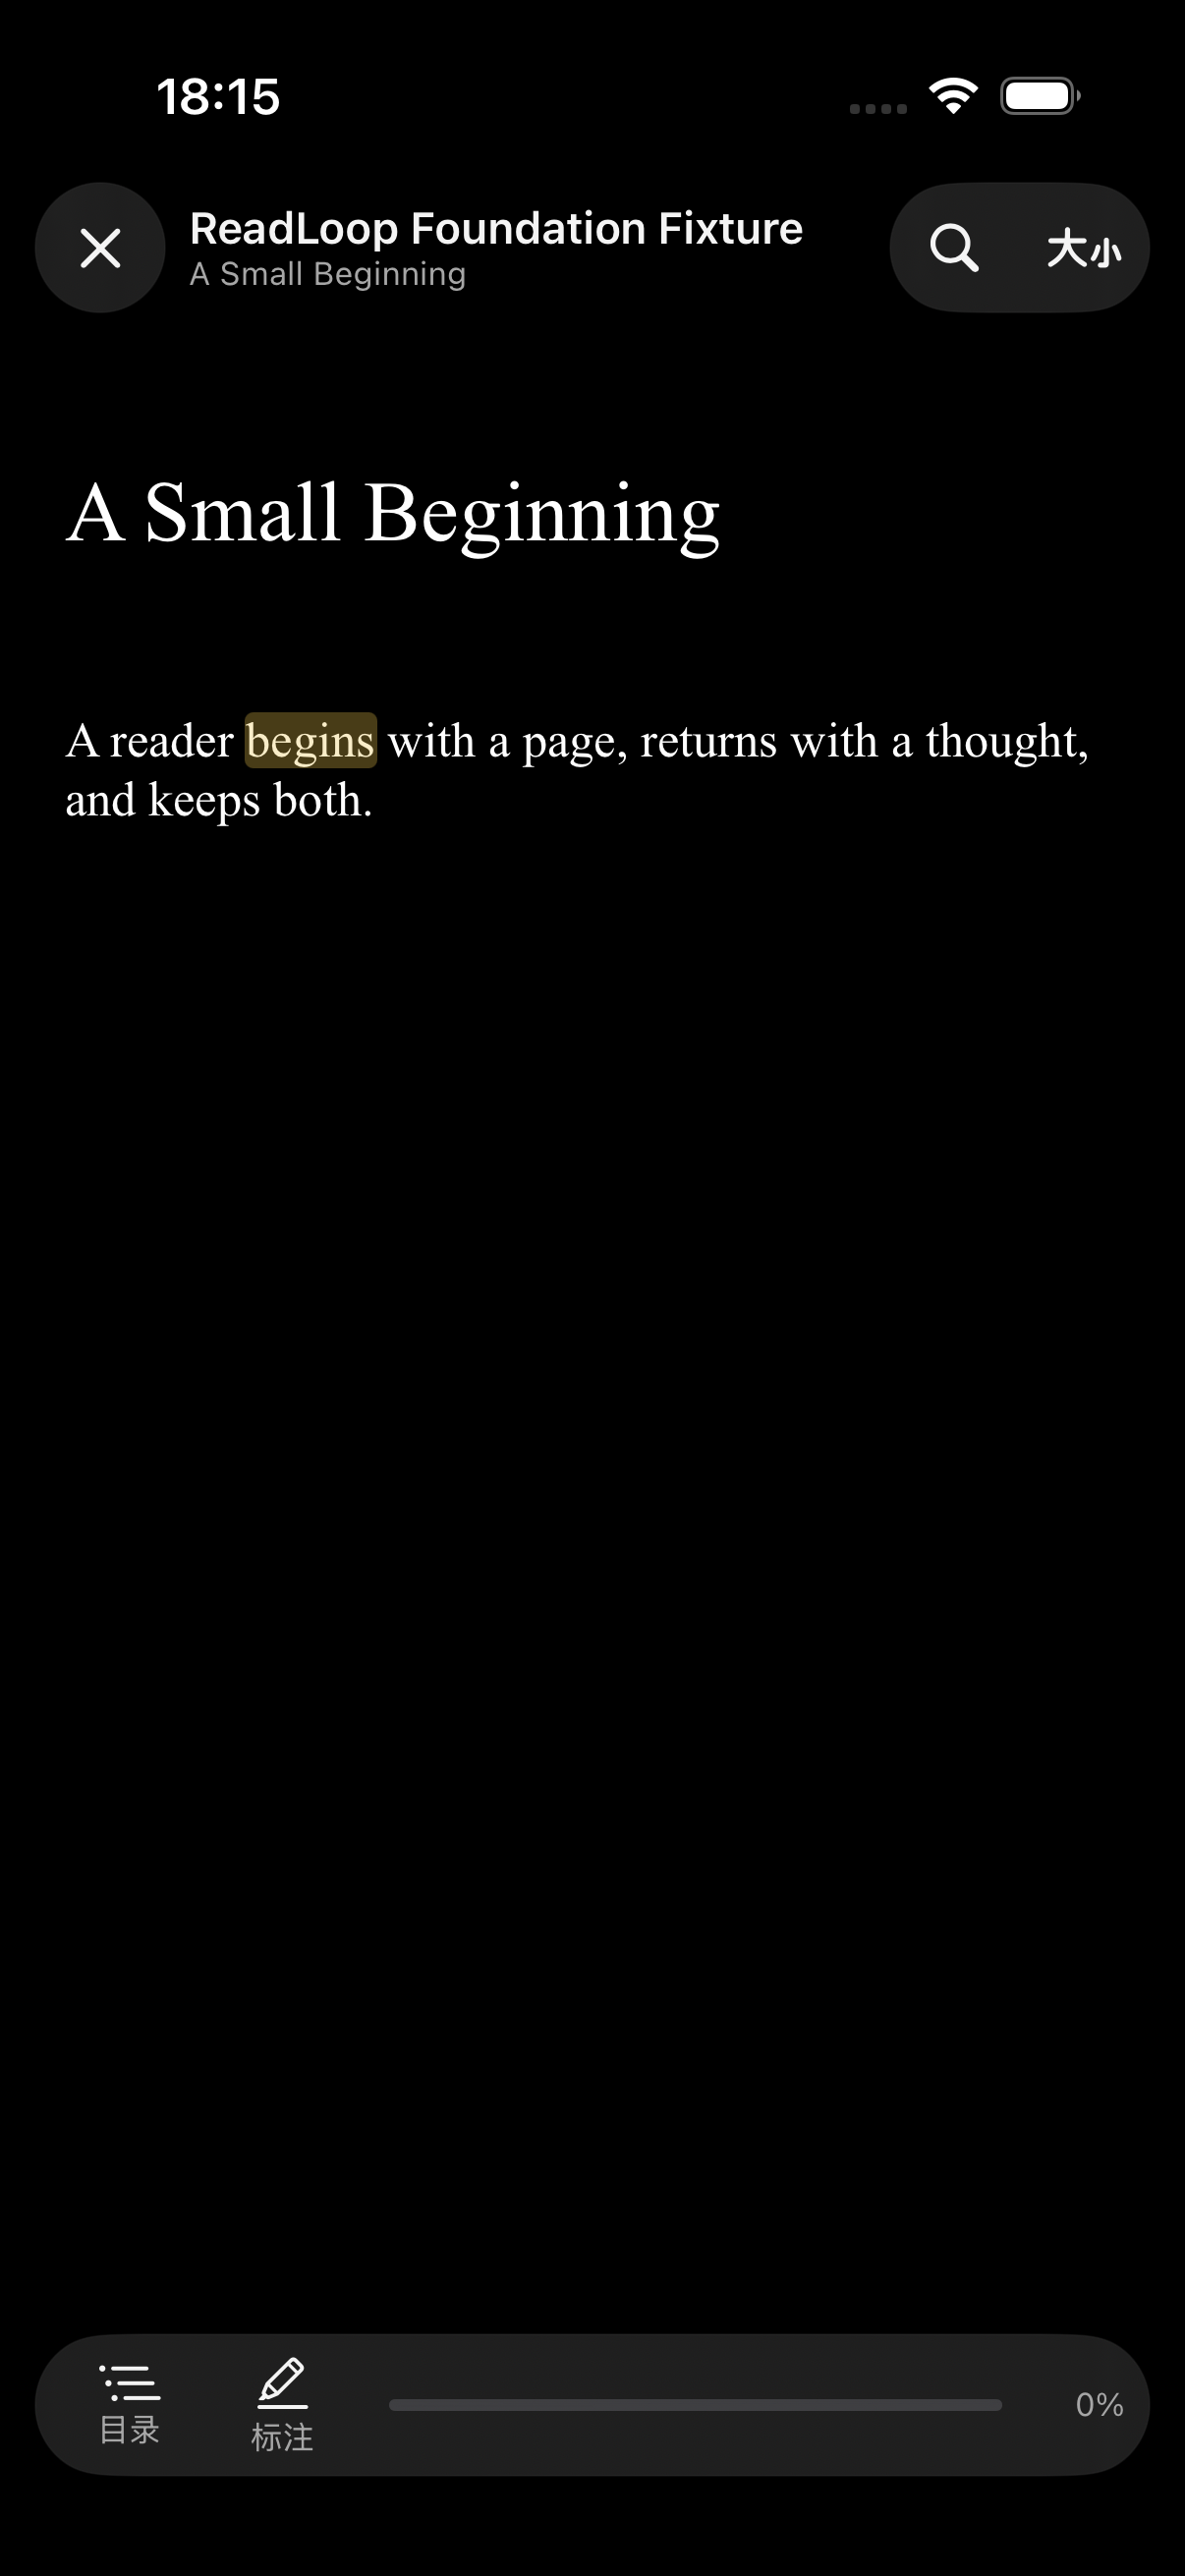 18:15
ReadLoop Foundation Fixture
A Small Beginning
大小
A Small Beginning
A reader begins with a page, returns with a thought,
and keeps both.
目录
标注
0%